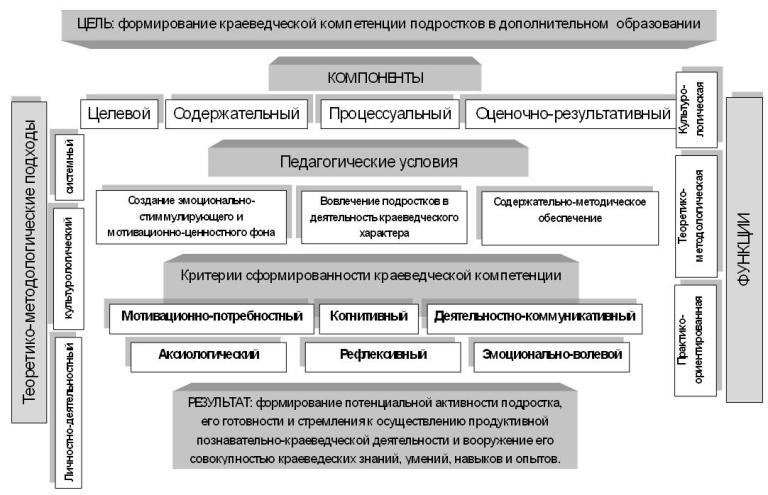 ЦЕЛЬ: формирование краеведческой компетенции подростков в дополнительном образовании
КОМПОНЕНТЫ
Целевой
Содержательный
Процессуальный
Оценочно-результативный
Теоретико-методологические подходы
системный
культурологический
Личностно-деятельностный
Педагогические условия
Создание эмоционально-
стимулирующего и
мотивационно-ценностного фона
Вовлечение подростков в
деятельность краеведческого
характера
Содержательно-методическое
обеспечение
Критерии сформированности краеведческой компетенции
Мотивационно-потребностный
Когнитивный
Деятельностно-коммуникативный
Аксиологический
Рефлексивный
Эмоционально-волевой
РЕЗУЛЬТАТ: формирование потенциальной активности подростка,
его готовности и стремления к осуществлению продуктивной
познавательно-краеведческой деятельности и вооружение его
совокупностью краеведеских знаний, умений, навыков и опытов.
Культуро-
логическая
Теоретико-
методологическая
Практико-
ориентированная
ФУНКЦИИ